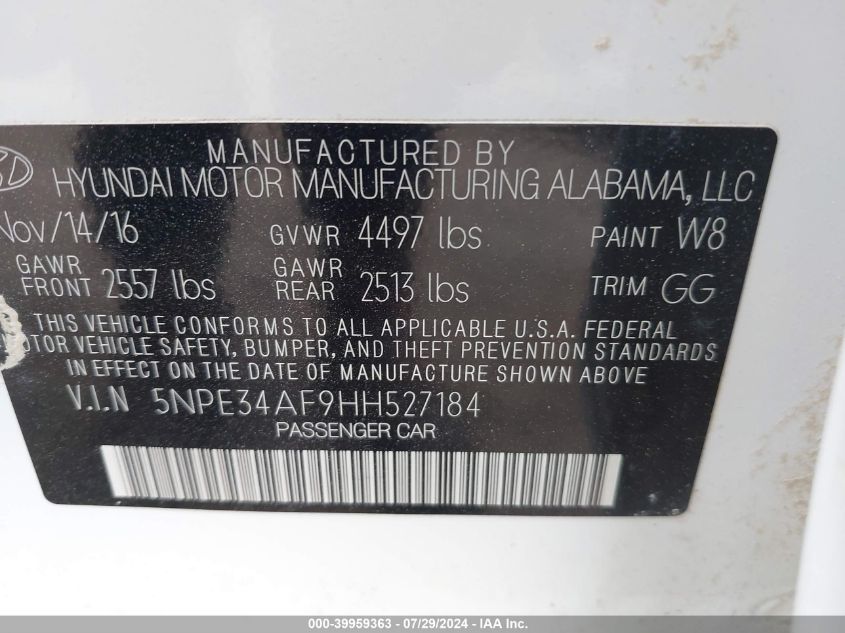 MANUFACTURED BY
HYUNDAI MOTOR MANUFACTURING ALABAMA, LLC
Nov/14/16 GVWR 4497 lbs PAINT W8
GAWR FRONT 2557 lbs GAWR REAR 2513 lbs TRIM GG
THIS VEHICLE CONFORMS TO ALL APPLICABLE U.S.A. FEDERAL
MOTOR VEHICLE SAFETY, BUMPER, AND THEFT PREVENTION STANDARDS
IN EFFECT ON THE DATE OF MANUFACTURE SHOWN ABOVE
V.I.N 5NPE34AF9HH527184
PASSENGER CAR
000-39959363 - 07/29/2024 - IAA Inc.